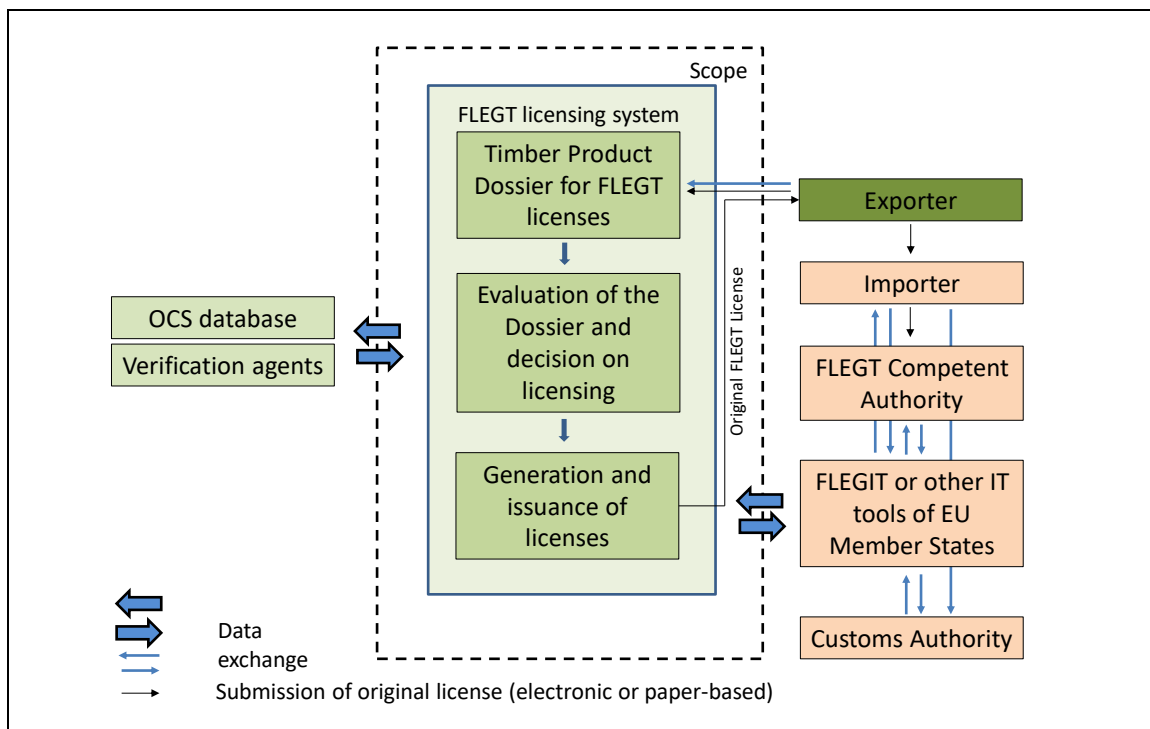 Scope
FLEGT licensing system
Timber Product
Dossier for FLEGT
licenses
Evaluation of the
Dossier and
decision on
licensing
Generation and
issuance of
licenses
OCS database
Verification agents
Original FLEGT License
Exporter
Importer
FLEGT Competent
Authority
FLEGIT or other IT
tools of EU
Member States
Customs Authority
Data
exchange
Submission of original license (electronic or paper-based)